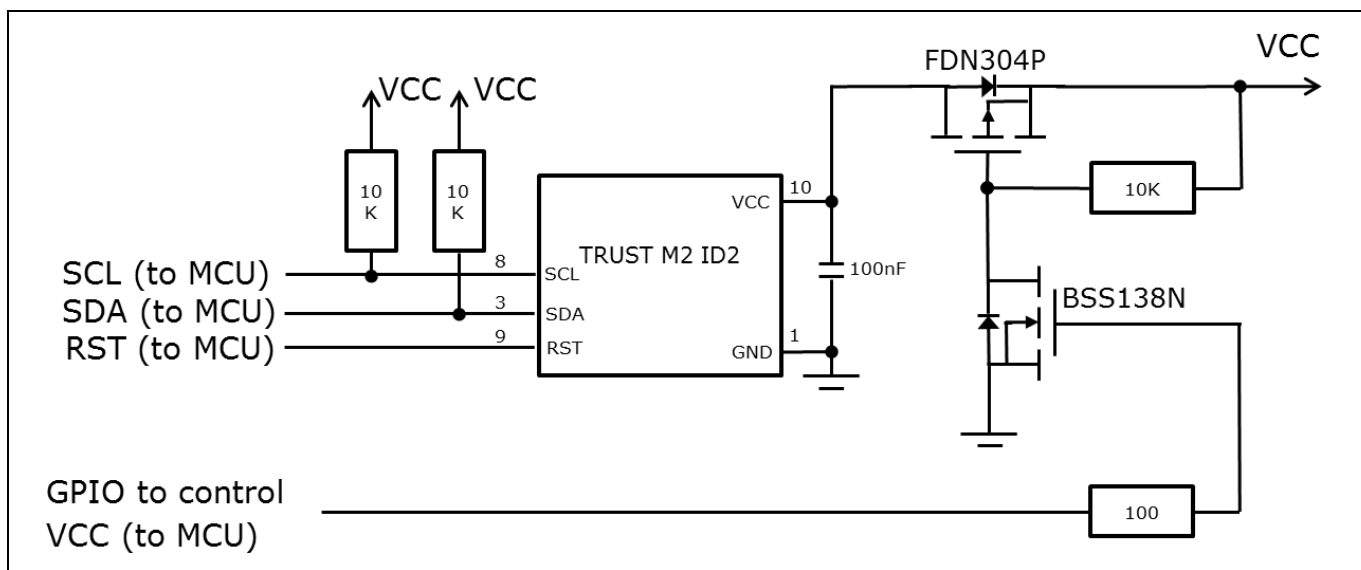 VCC
FDN304P
VCC
VCC
10
K
10
K
10K
10
VCC
TRUST M2 ID2
100nF
SCL (to MCU)
8
SCL
BSS138N
SDA (to MCU)
3
SDA
RST (to MCU)
9
RST
1
GND
GPIO to control
VCC (to MCU)
100